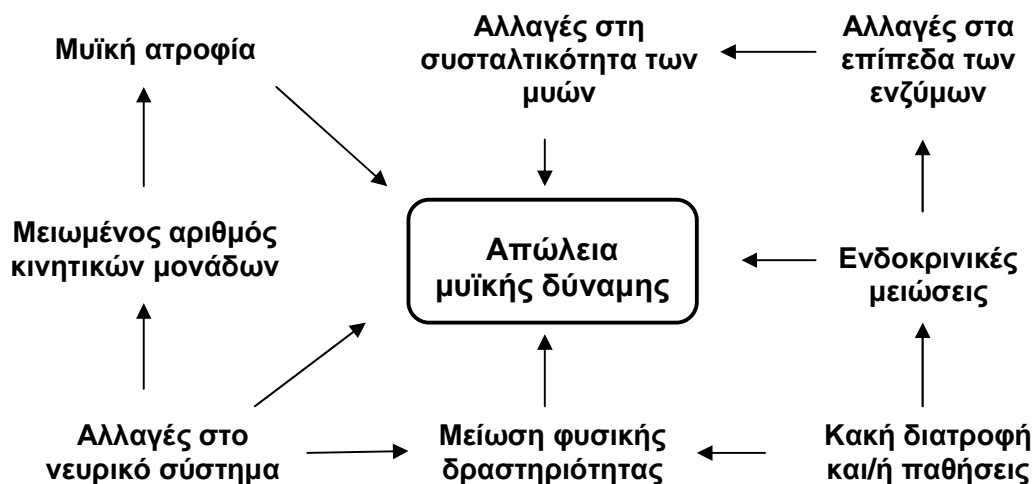 Μυϊκή ατροφία
Αλλαγές στη
συσταλτικότητα των
μυών
Αλλαγές στα
επίπεδα των
ενζύμων
Μειωμένος αριθμός
κινητικών μονάδων
Απώλεια
μυϊκής δύναμης
Ενδοκρινικές
μειώσεις
Αλλαγές στο
νευρικό σύστημα
Μείωση φυσικής
δραστηριότητας
Κακή διατροφή
και/ή παθήσεις